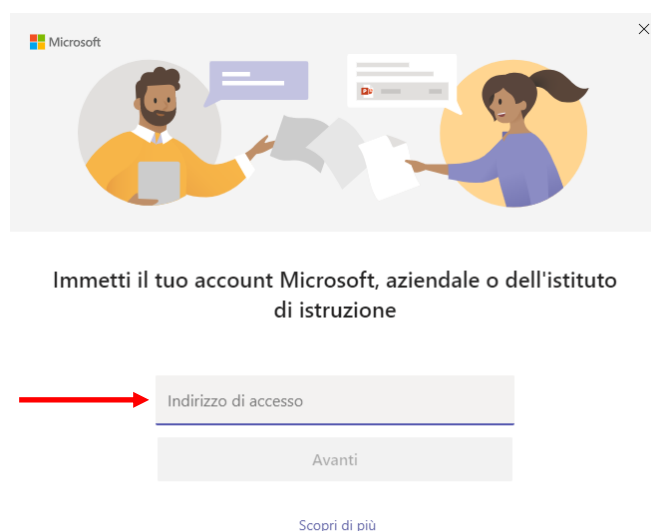 Microsoft
Immetti il tuo account Microsoft, aziendale o dell'istituto
di istruzione
Indirizzo di accesso
Avanti
Scopri di più